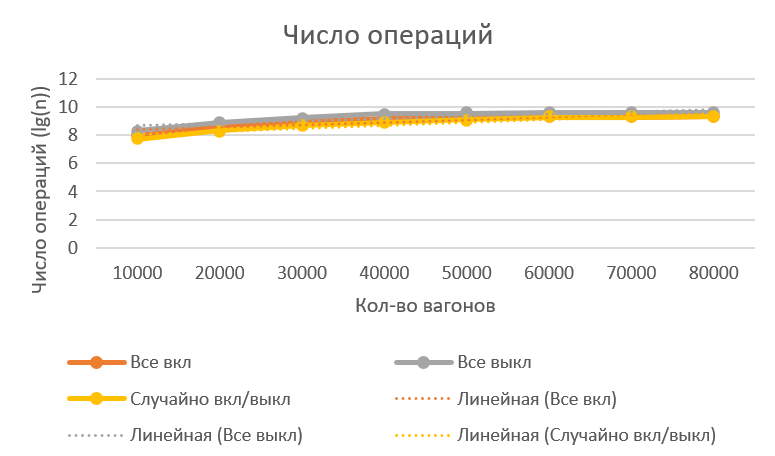 Число операций
Число операций (lg(n))
12
10
8
6
4
2
0
10000 20000 30000 40000 50000 60000 70000 80000
Кол-во вагонов
Все вкл Все выкл
Случайно вкл/выкл Линейная (Все вкл)
Линейная (Все выкл) Линейная (Случайно вкл/выкл)